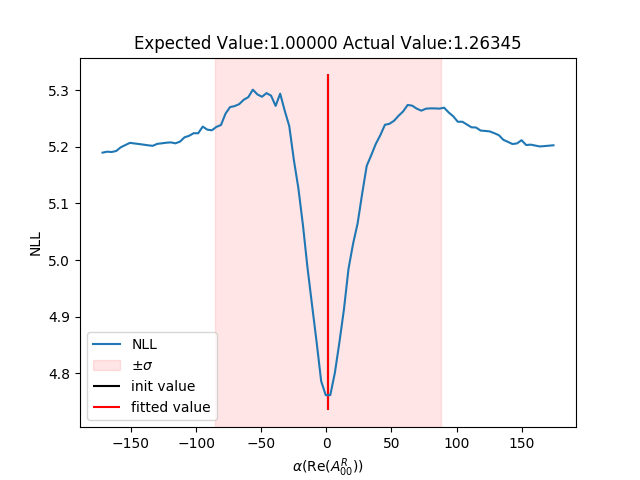 Expected Value:1.00000 Actual Value:1.26345
5.3
5.2
5.1
5.0
4.9
4.8
NLL
NLL
±σ
init value
fitted value
−150
−100
−50
0
50
100
150
α(Re(A^R_00))